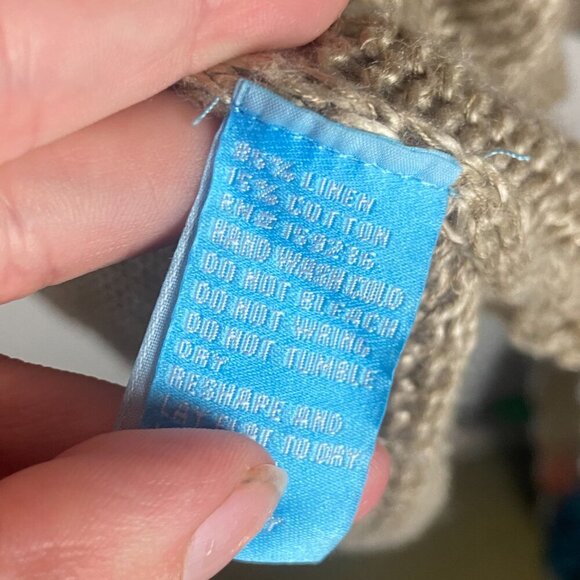 85% LINEN
15% COTTON
RN# 159236
HAND WASH COLD
DO NOT BLEACH
DO NOT WRING
DO NOT TUMBLE
DRY
RESHAPE AND
LAY FLAT TO DRY